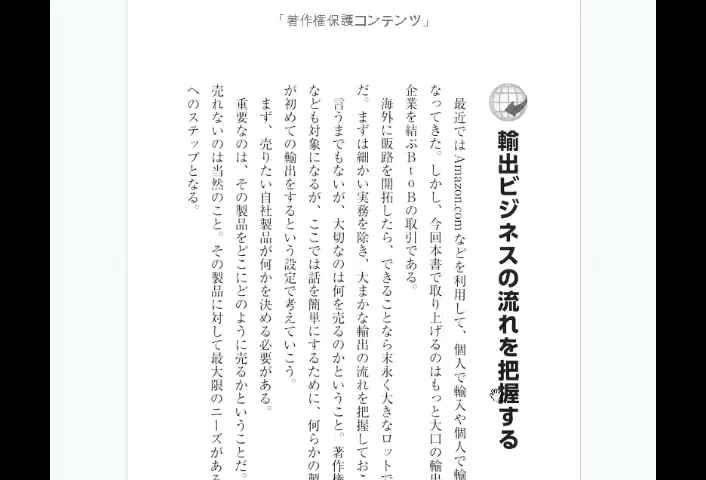 「著作権保護コンテンツ」
輸出ビジネスの流れを把握する
最近では Amazon.com などを利用して、個人で輸入や個人で輸
なってきた。しかし、今回本書で取り上げるのはもっと大口の輸出
企業を結ぶＢｔｏＢの取引である。
海外に販路を開拓したら、できることなら末永く大きなロットで
だ。まずは細かい実務を除き、大まかな輸出の流れを把握しておこ
言うまでもないが、大切なのは何を売るのかということ。著作権
なども対象になるが、ここでは話を簡単にするために、何らかの製
が初めての輸出をするという設定で考えていこう。
まず、売りたい自社製品が何かを決める必要がある。
重要なのは、その製品をどこにどのように売るかということだ。
売れないのは当然のこと。その製品に対して最大限のニーズがある
へのステップとなる。